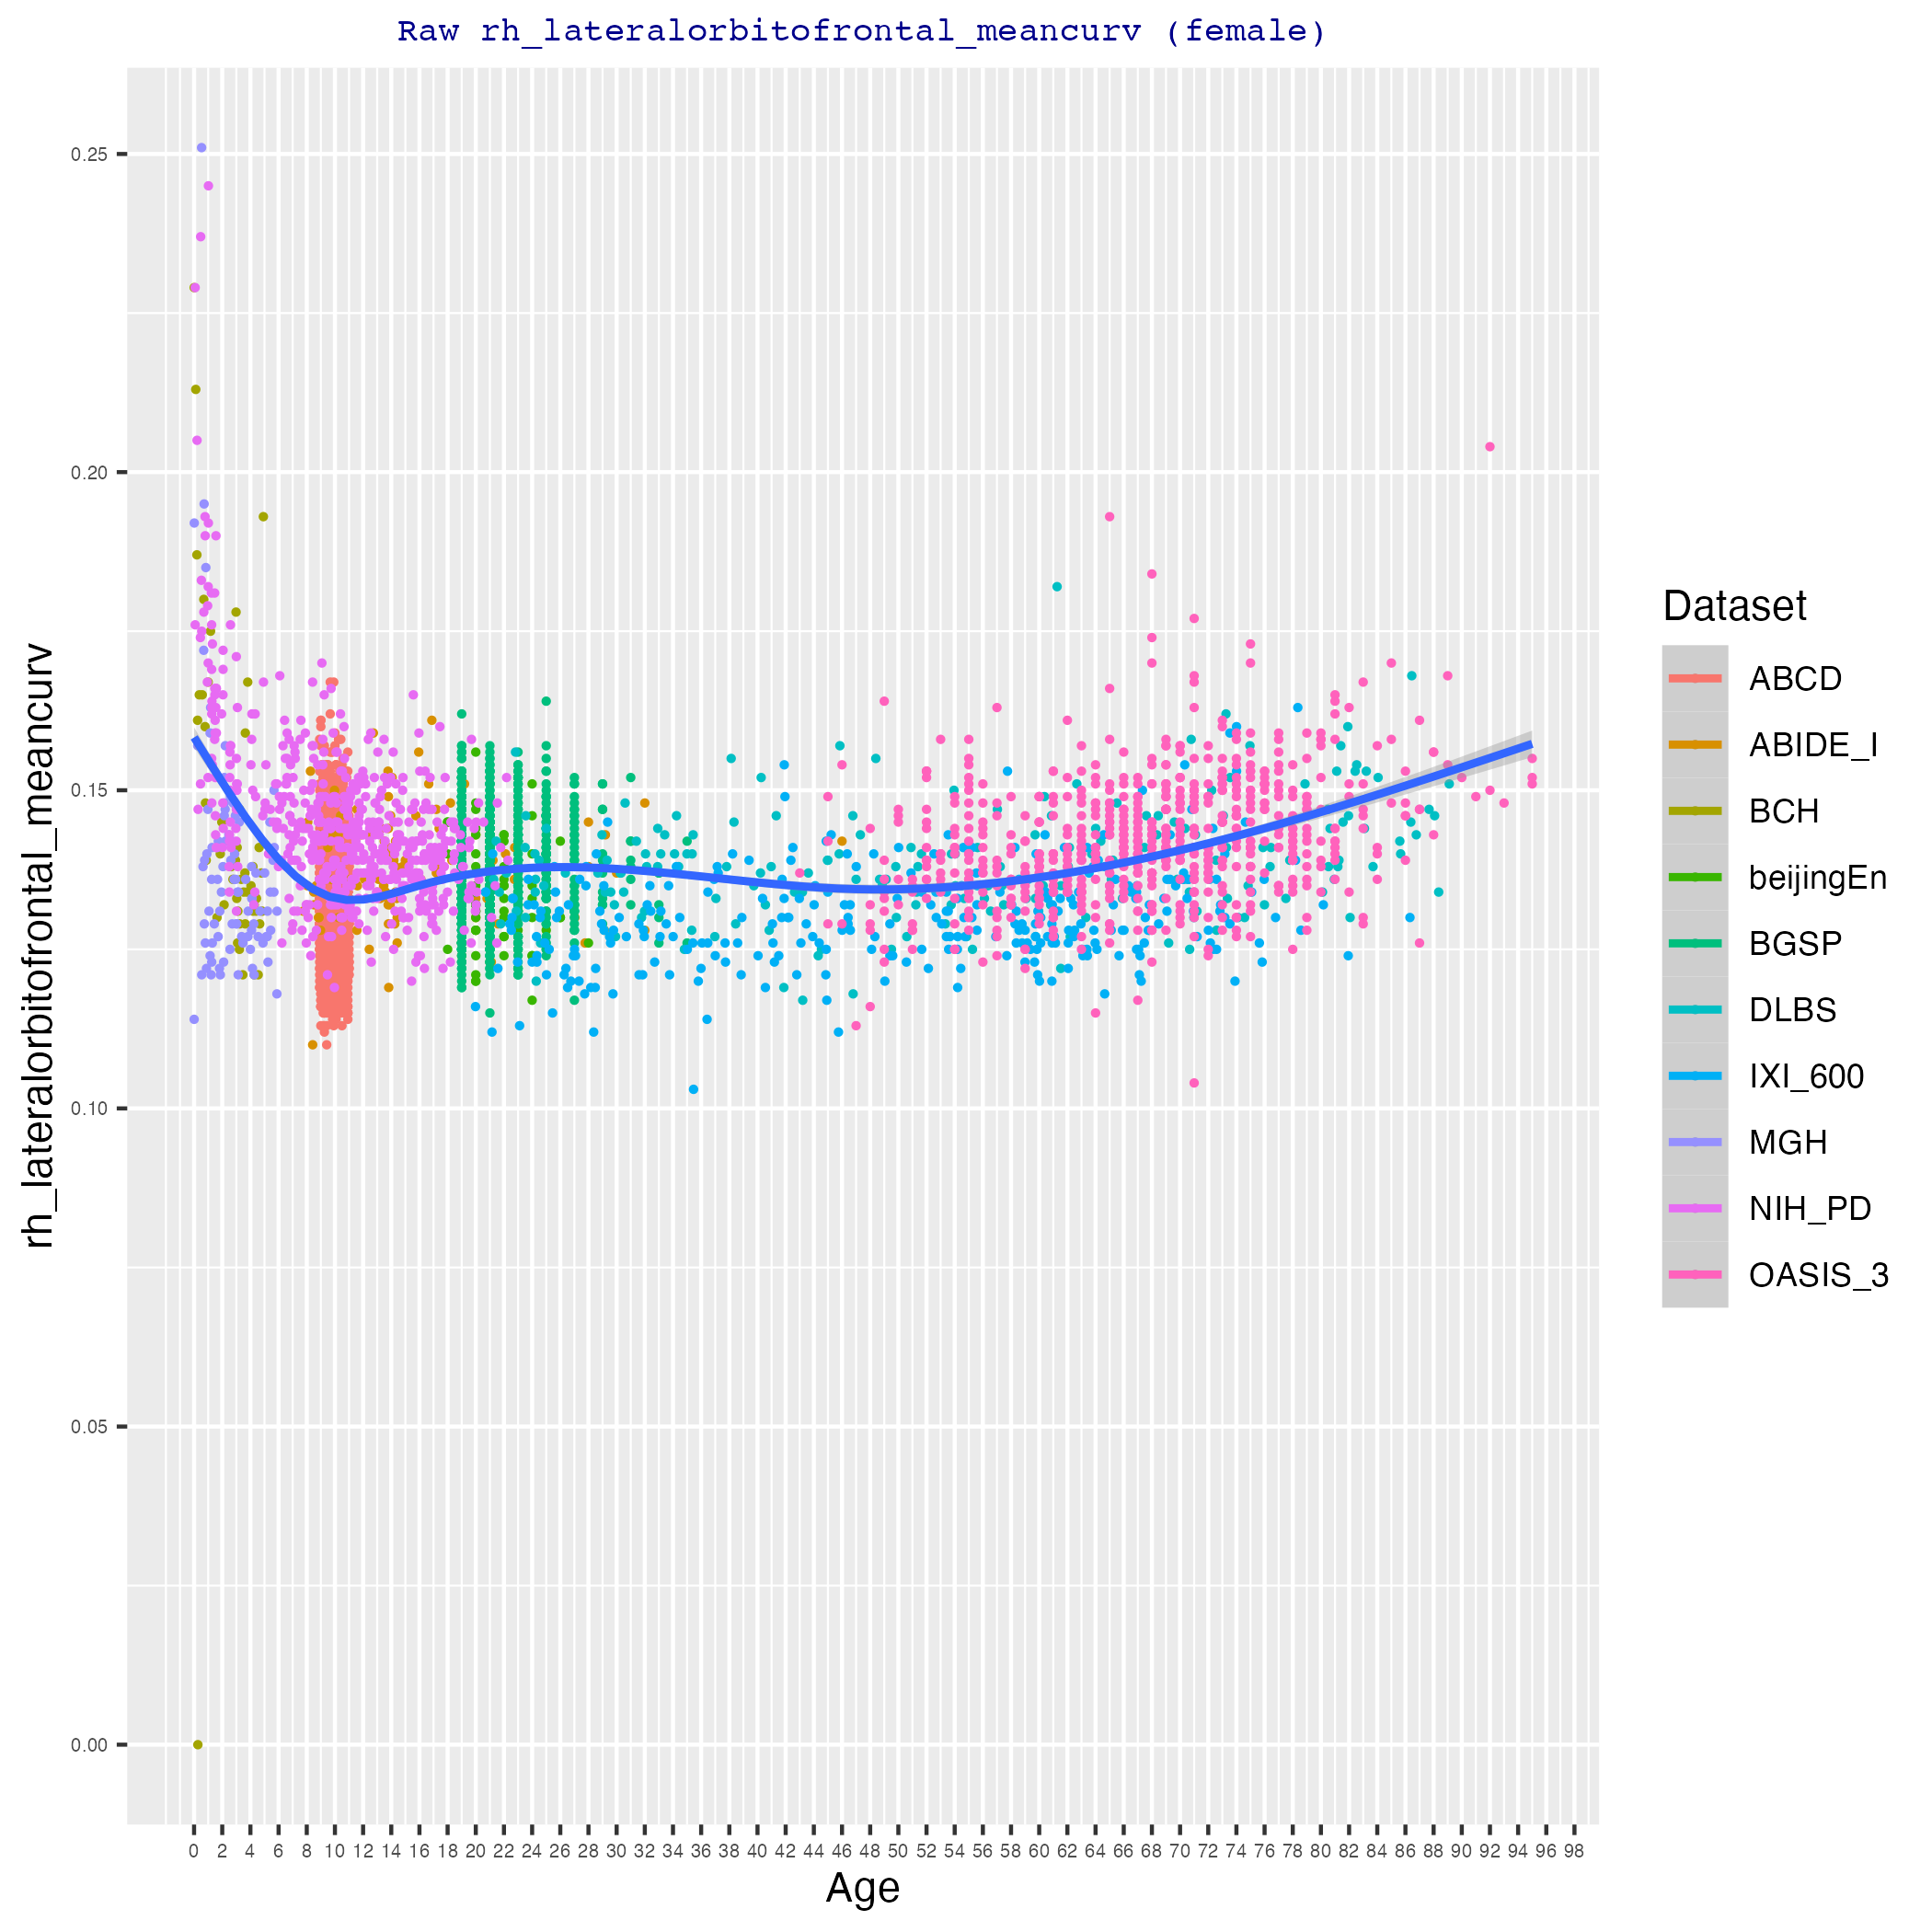 Raw rh_lateralorbitofrontal_meancurv (female)
rh_lateralorbitofrontal_meancurv
0.25
0.20
0.15
0.10
0.05
0.00
0 2 4 6 8 10 12 14 16 18 20 22 24 26 28 30 32 34 36 38 40 42 44 46 48 50 52 54 56 58 60 62 64 66 68 70 72 74 76 78 80 82 84 86 88 90 92 94 96 98
Age
Dataset
ABCD
ABIDE_I
BCH
beijingEn
BGSP
DLBS
IXI_600
MGH
NIH_PD
OASIS_3